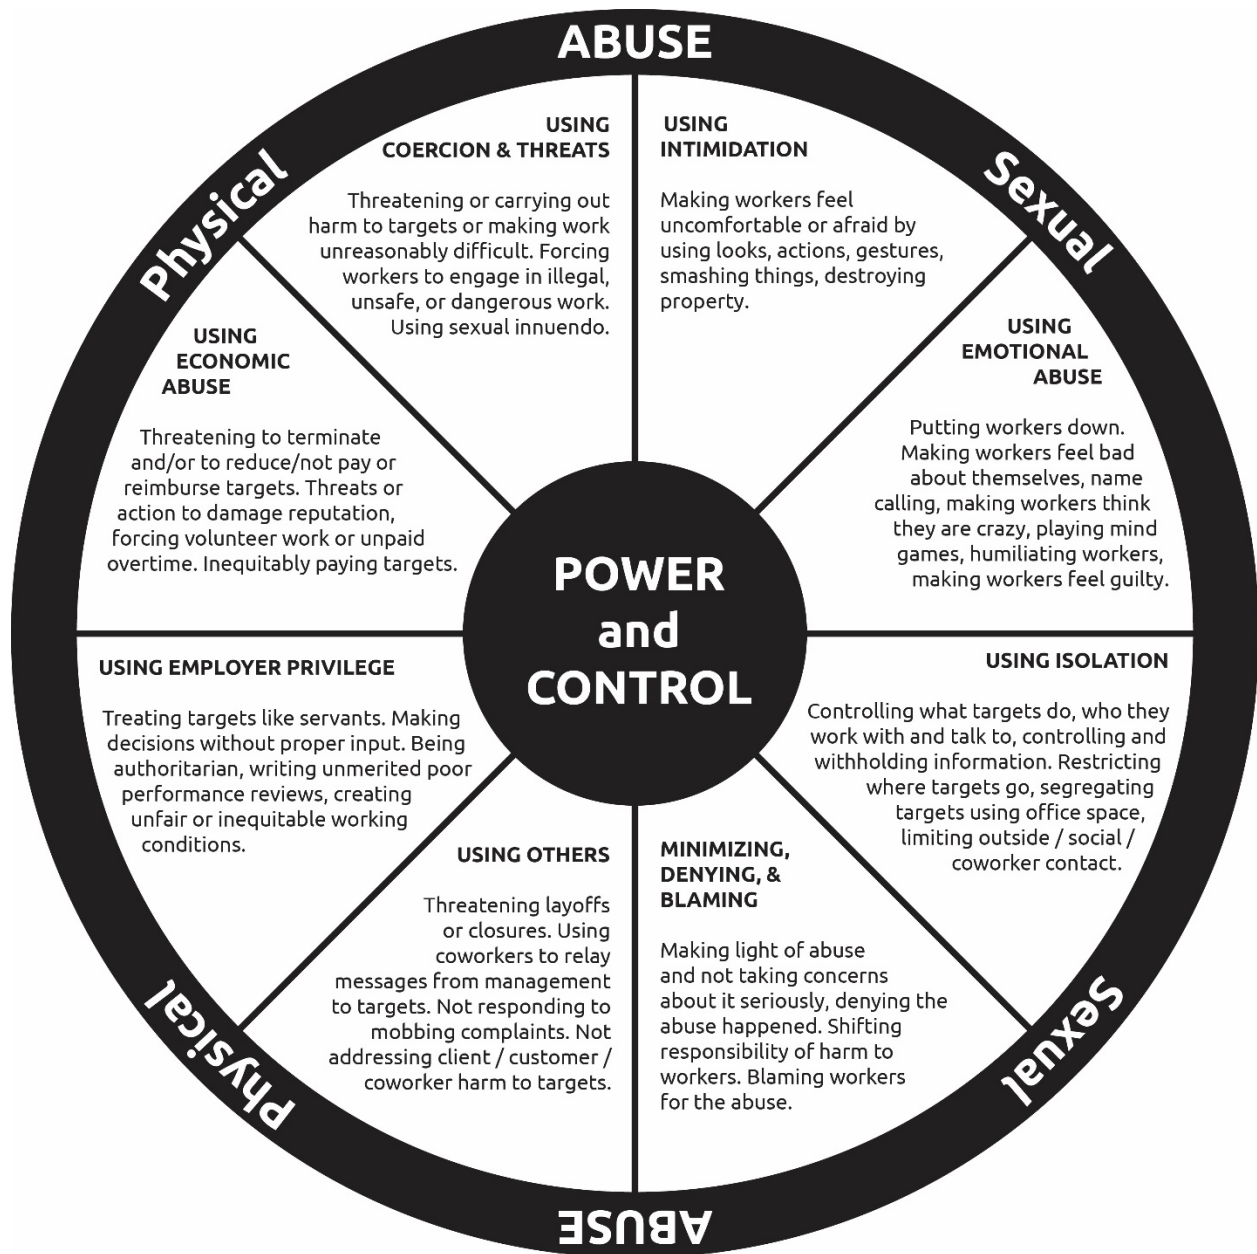 ABUSE
Physical
Sexual
USING
COERCION & THREATS
Threatening or carrying out
harm to targets or making work
unreasonably difficult. Forcing
workers to engage in illegal,
unsafe, or dangerous work.
Using sexual innuendo.
USING
INTIMIDATION
Making workers feel
uncomfortable or afraid by
using looks, actions, gestures,
smashing things, destroying
property.
USING
ECONOMIC
ABUSE
Threatening to terminate
and/or to reduce/not pay or
reimburse targets. Threats or
action to damage reputation,
forcing volunteer work or unpaid
overtime. Inequitably paying targets.
USING
EMOTIONAL
ABUSE
Putting workers down.
Making workers feel bad
about themselves, name
calling, making workers think
they are crazy, playing mind
games, humiliating workers,
making workers feel guilty.
POWER
and
CONTROL
USING EMPLOYER PRIVILEGE
Treating targets like servants. Making
decisions without proper input. Being
authoritarian, writing unmerited poor
performance reviews, creating
unfair or inequitable working
conditions.
USING ISOLATION
Controlling what targets do, who they
work with and talk to, controlling and
withholding information. Restricting
where targets go, segregating
targets using office space,
limiting outside / social /
coworker contact.
USING OTHERS
Threatening layoffs
or closures. Using
coworkers to relay
messages from management
to targets. Not responding to
mobbing complaints. Not
addressing client / customer /
coworker harm to targets.
MINIMIZING,
DENYING, &
BLAMING
Making light of abuse
and not taking concerns
about it seriously, denying the
abuse happened. Shifting
responsibility of harm to
workers. Blaming workers
for the abuse.
Physical
Sexual
ABUSE